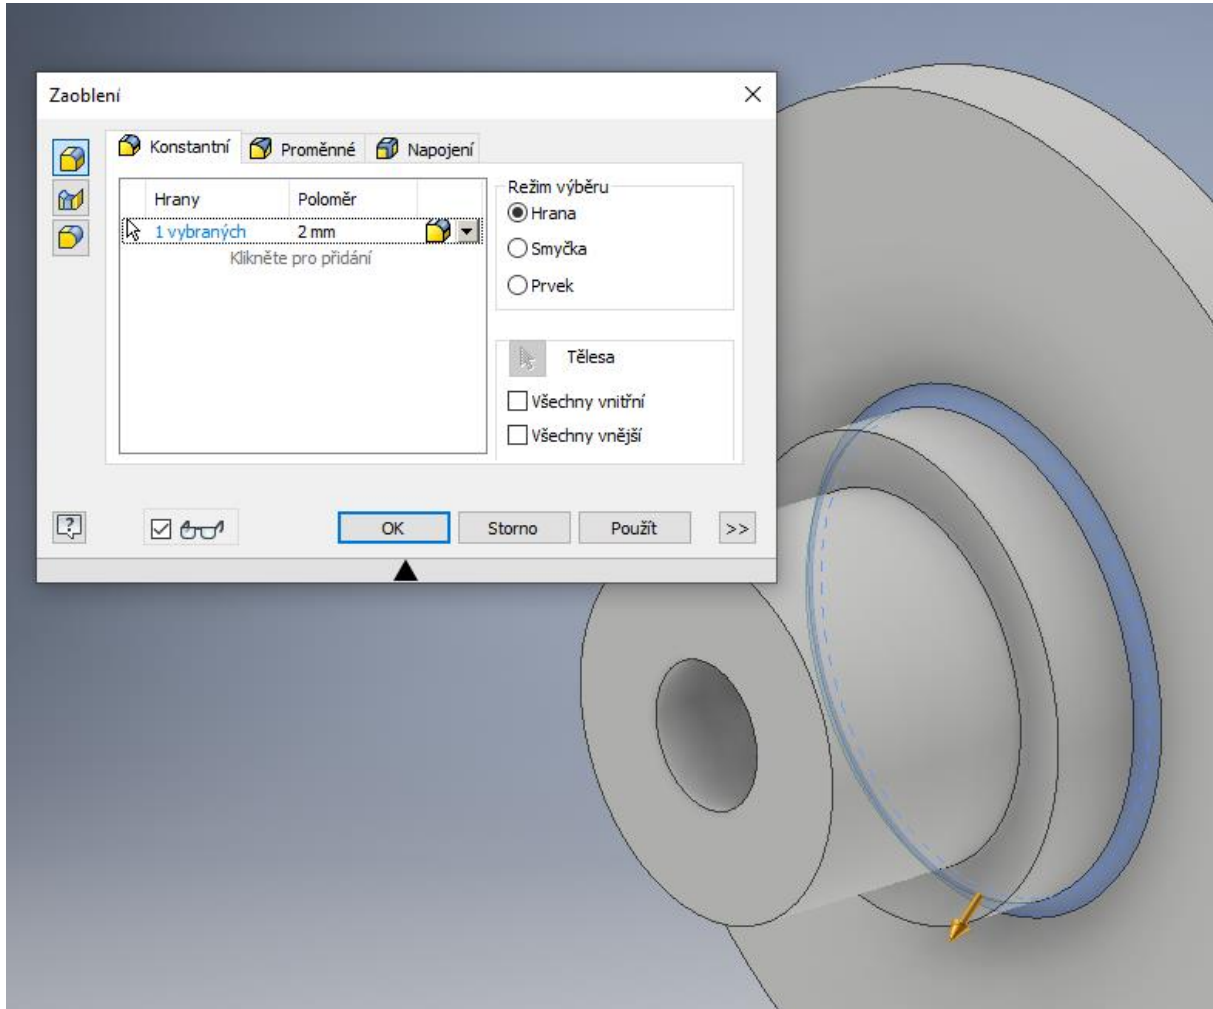 Zaoblení
Konstantní Proměnné Napojení
Hrany Poloměr
1 vybraných 2 mm
Klikněte pro přidání
Režim výběru
Hrana
Smyčka
Prvek
Tělesa
Všechny vnitřní
Všechny vnější
? OK Storno Použít >>